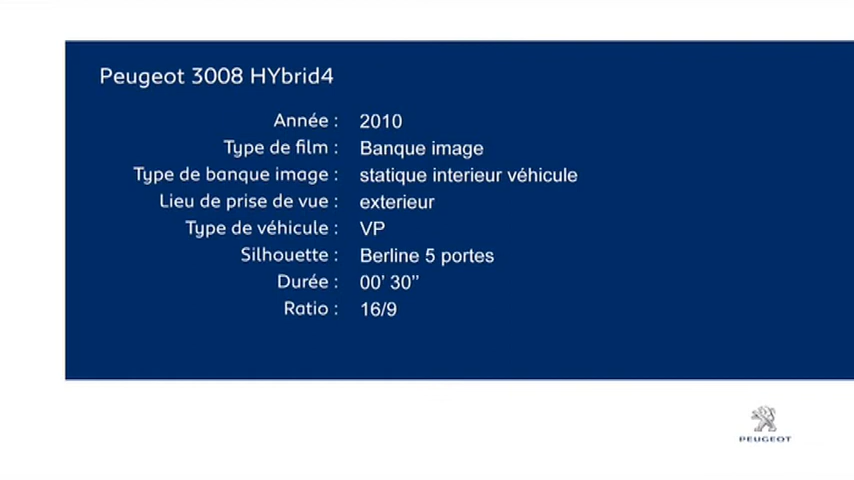 Peugeot 3008 HYbrid4
Année : 2010
Type de film : Banque image
Type de banque image : statique interieur véhicule
Lieu de prise de vue : exterieur
Type de véhicule : VP
Silhouette : Berline 5 portes
Durée : 00’ 30’’
Ratio : 16/9
PEUGEOT